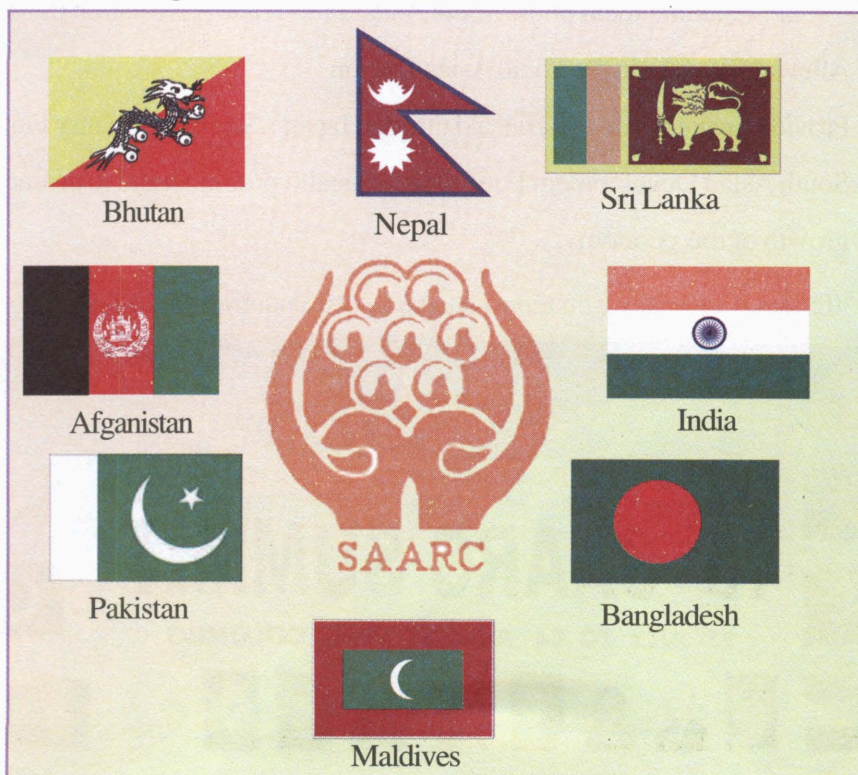 Bhutan
Nepal
Sri Lanka
Afganistan
India
SAARC
Pakistan
Bangladesh
Maldives